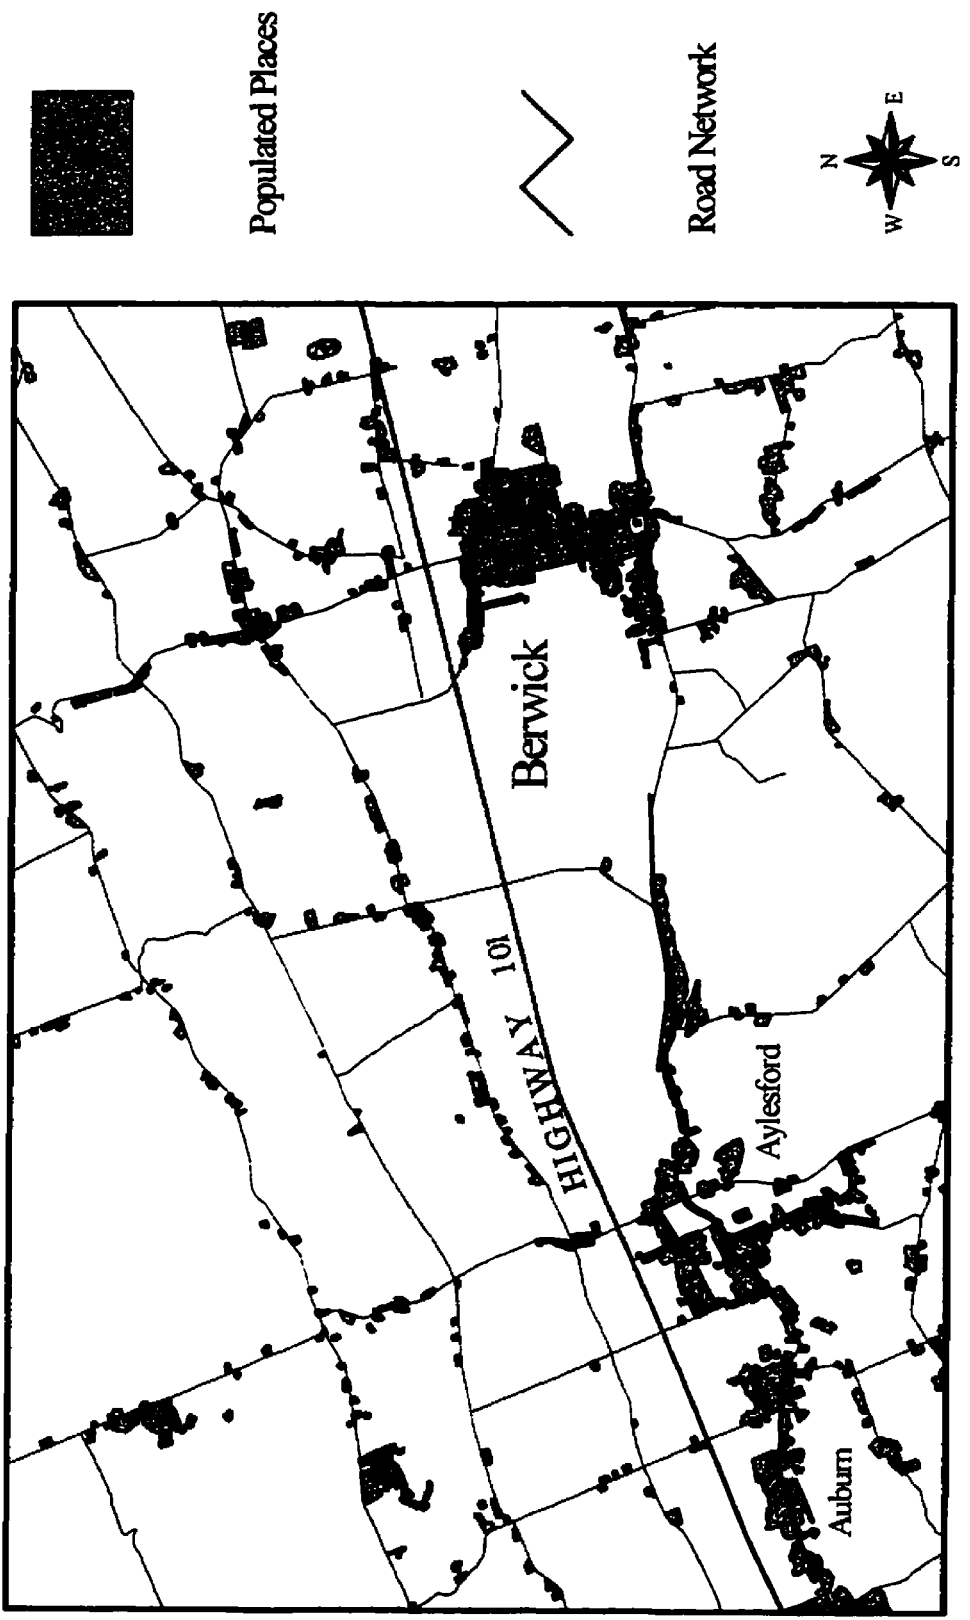 Populated Places
Road Network
N
W E
S
Berwick
HIGHWAY 101
Aylesford
Auburn